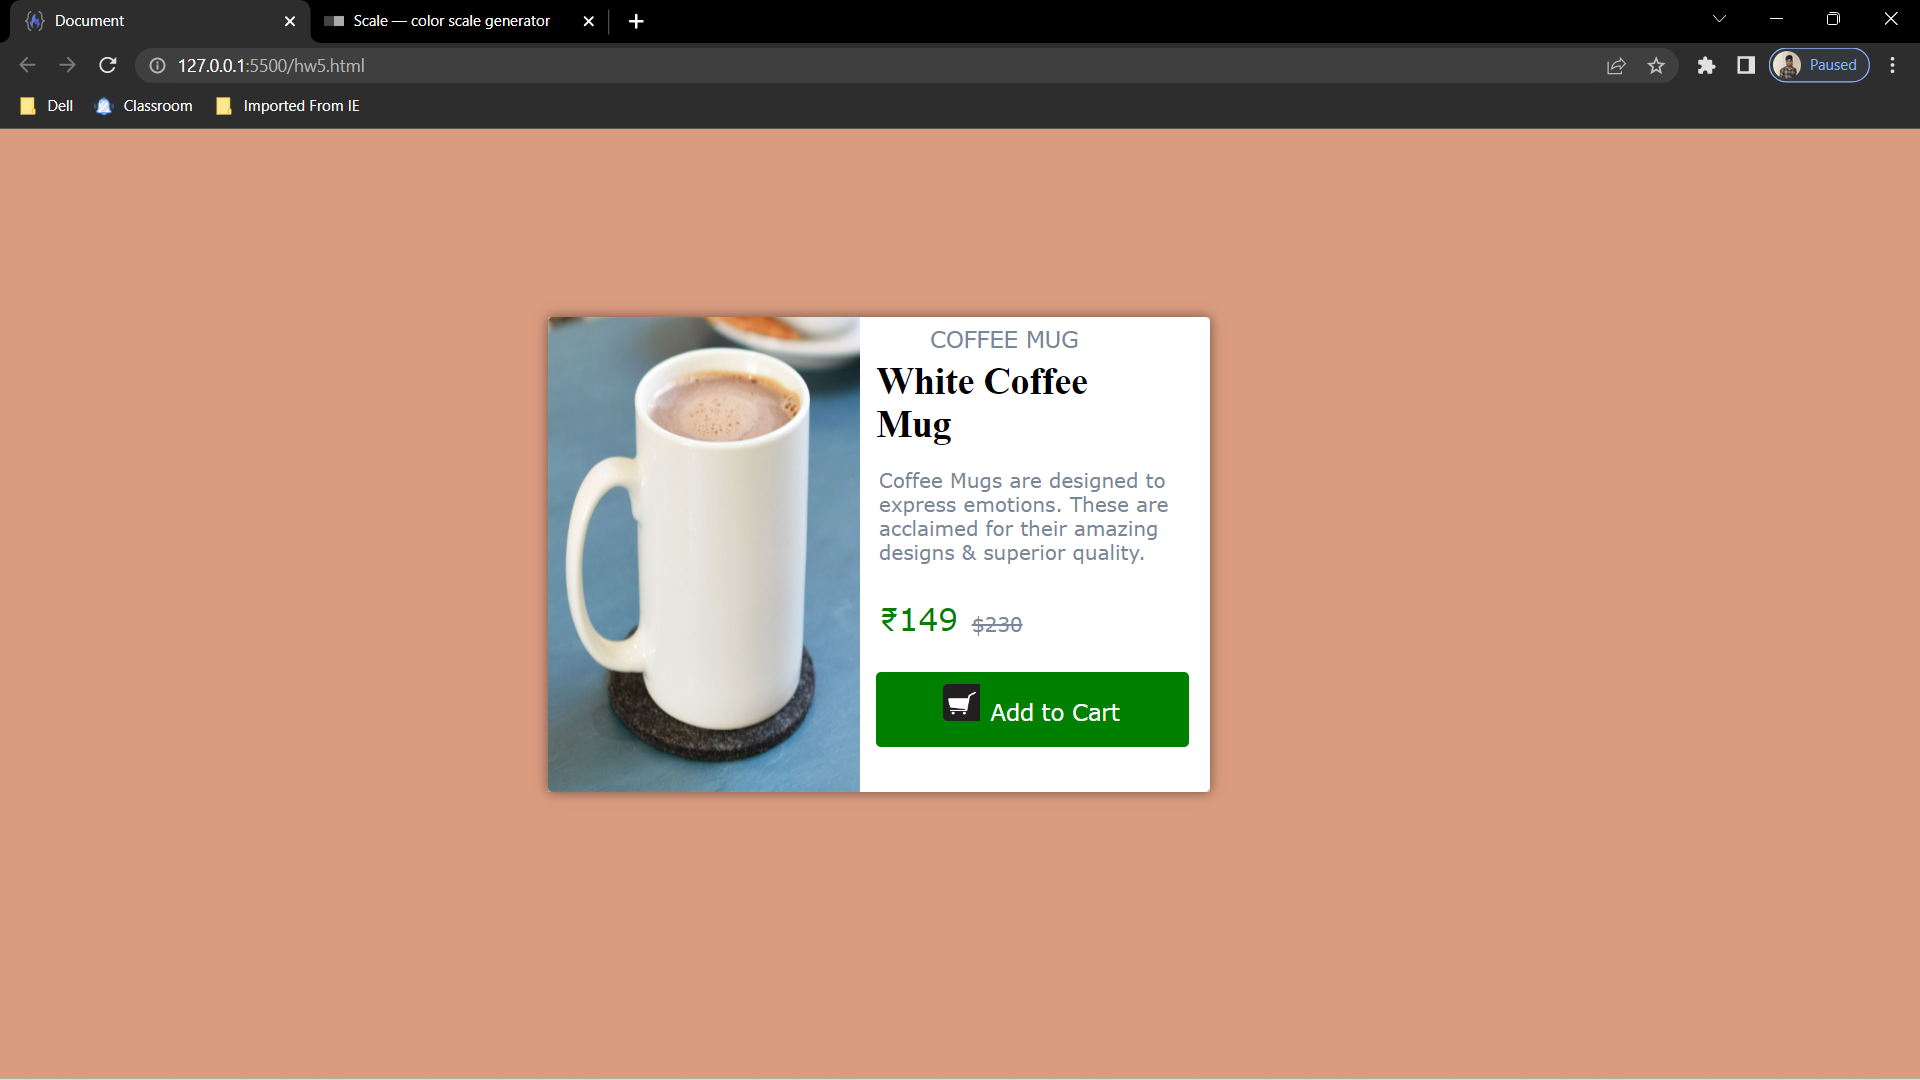 Document
Scale — color scale generator
127.0.0.1:5500/hw5.html
Paused
Dell
Classroom
Imported From IE
COFFEE MUG
White Coffee
Mug
Coffee Mugs are designed to
express emotions. These are
acclaimed for their amazing
designs & superior quality.
₹149 $230
Add to Cart